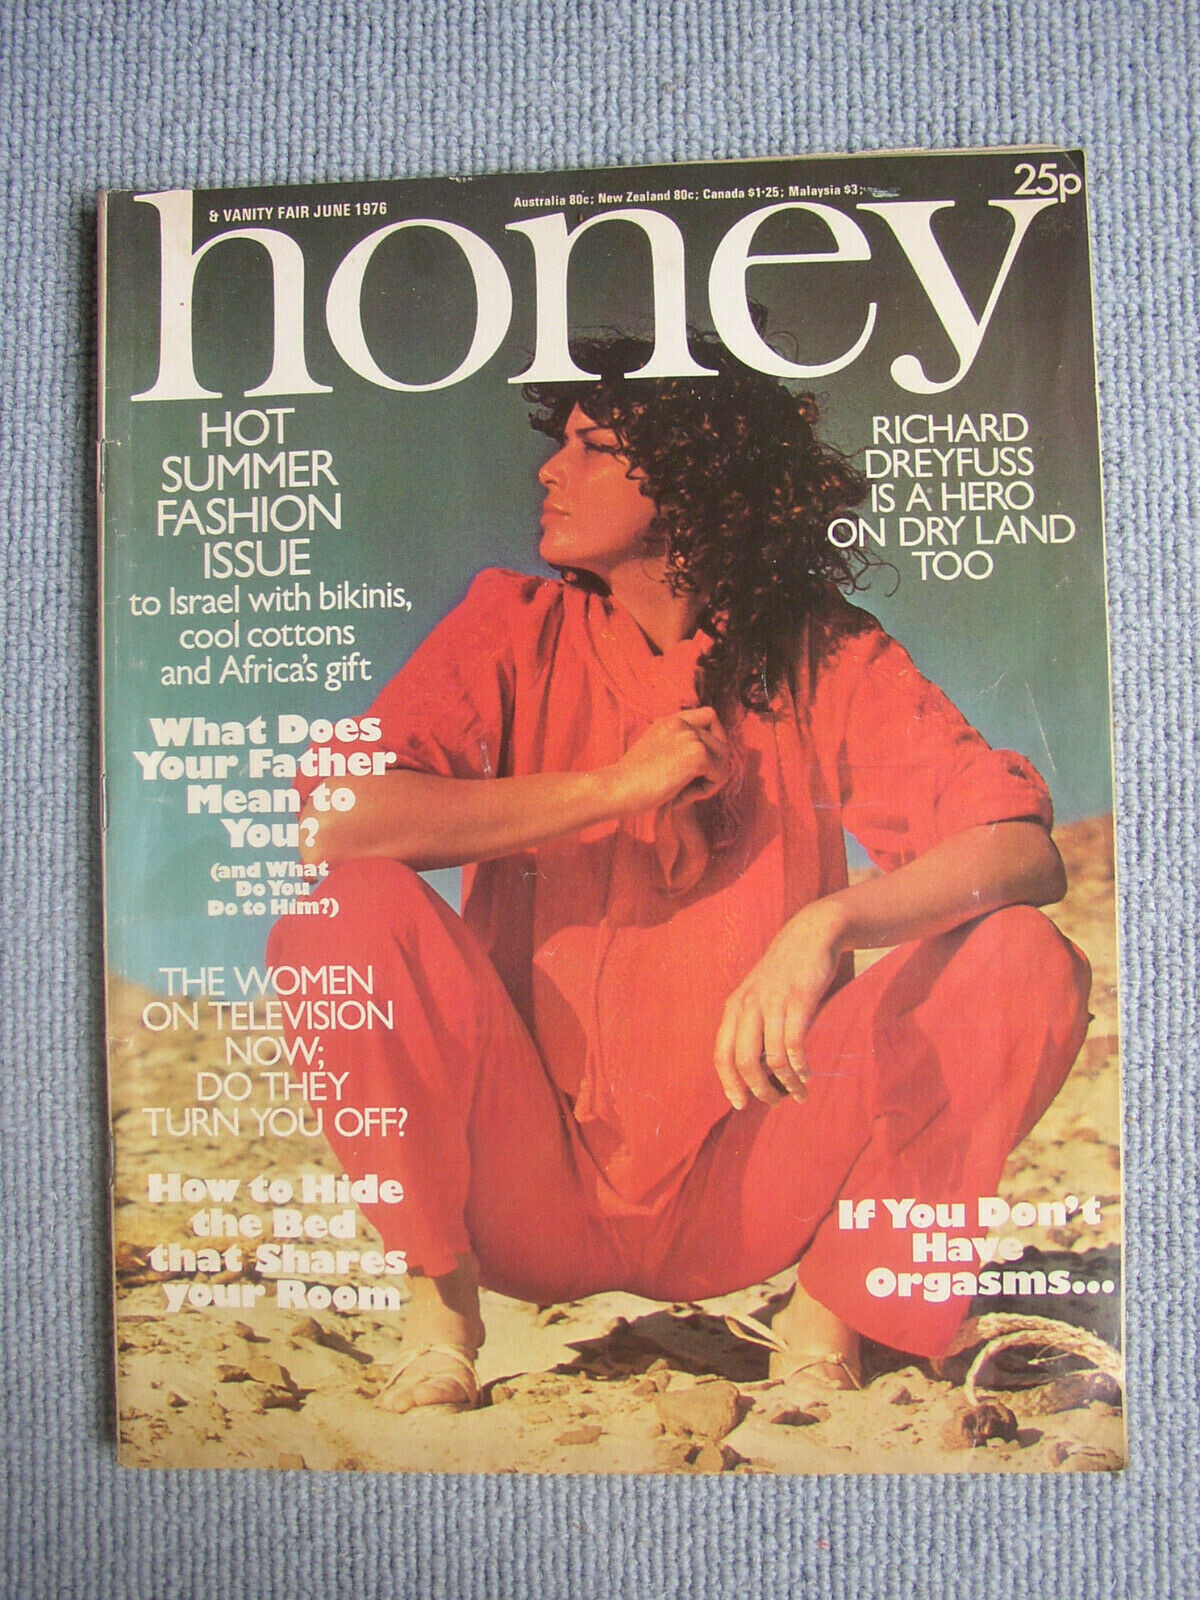 & VANITY FAIR JUNE 1976
Australia 80c; New Zealand 80c; Canada $1·25; Malaysia $3;
25p
honey
HOT
SUMMER
FASHION
ISSUE
to Israel with bikinis,
cool cottons
and Africa's gift
What Does
Your Father
Mean to
You?
(and What
Do You
Do to Him?)
THE WOMEN
ON TELEVISION
NOW;
DO THEY
TURN YOU OFF?
How to Hide
the Bed
that Shares
your Room
RICHARD
DREYFUSS
IS A HERO
ON DRY LAND
TOO
If You Don't
Have
Orgasms...